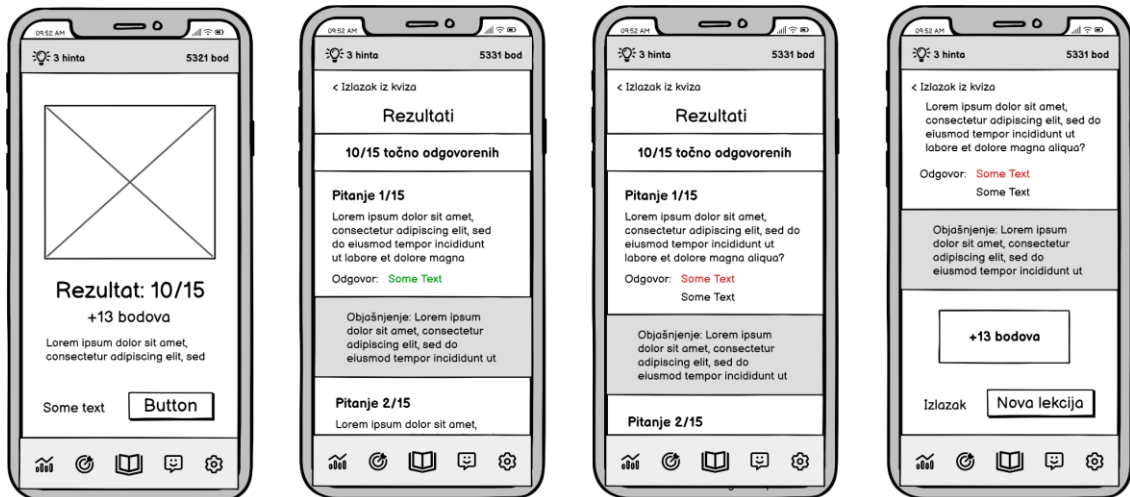 09:52 AM
3 hinta 5321 bod
Rezultat: 10/15
+13 bodova
Lorem ipsum dolor sit amet,
consectetur adipiscing elit, sed
Some text Button
09:52 AM
3 hinta 5331 bod
< Izlazak iz kviza
Rezultati
10/15 točno odgovorenih
Pitanje 1/15
Lorem ipsum dolor sit amet,
consectetur adipiscing elit, sed
do eiusmod tempor incididunt
ut labore et dolore magna
Odgovor: Some Text
Objašnjenje: Lorem ipsum
dolor sit amet, consectetur
adipiscing elit, sed do
eiusmod tempor incididunt ut
Pitanje 2/15
Lorem ipsum dolor sit amet,
09:52 AM
3 hinta 5331 bod
< Izlazak iz kviza
Rezultati
10/15 točno odgovorenih
Pitanje 1/15
Lorem ipsum dolor sit amet,
consectetur adipiscing elit, sed do
eiusmod tempor incididunt ut
labore et dolore magna aliqua?
Odgovor: Some Text
Some Text
Objašnjenje: Lorem ipsum
dolor sit amet, consectetur
adipiscing elit, sed do
eiusmod tempor incididunt ut
Pitanje 2/15
09:52 AM
3 hinta 5331 bod
< Izlazak iz kviza
Lorem ipsum dolor sit amet,
consectetur adipiscing elit, sed do
eiusmod tempor incididunt ut
labore et dolore magna aliqua?
Odgovor: Some Text
Some Text
Objašnjenje: Lorem ipsum
dolor sit amet, consectetur
adipiscing elit, sed do
eiusmod tempor incididunt ut
+13 bodova
Izlazak Nova lekcija